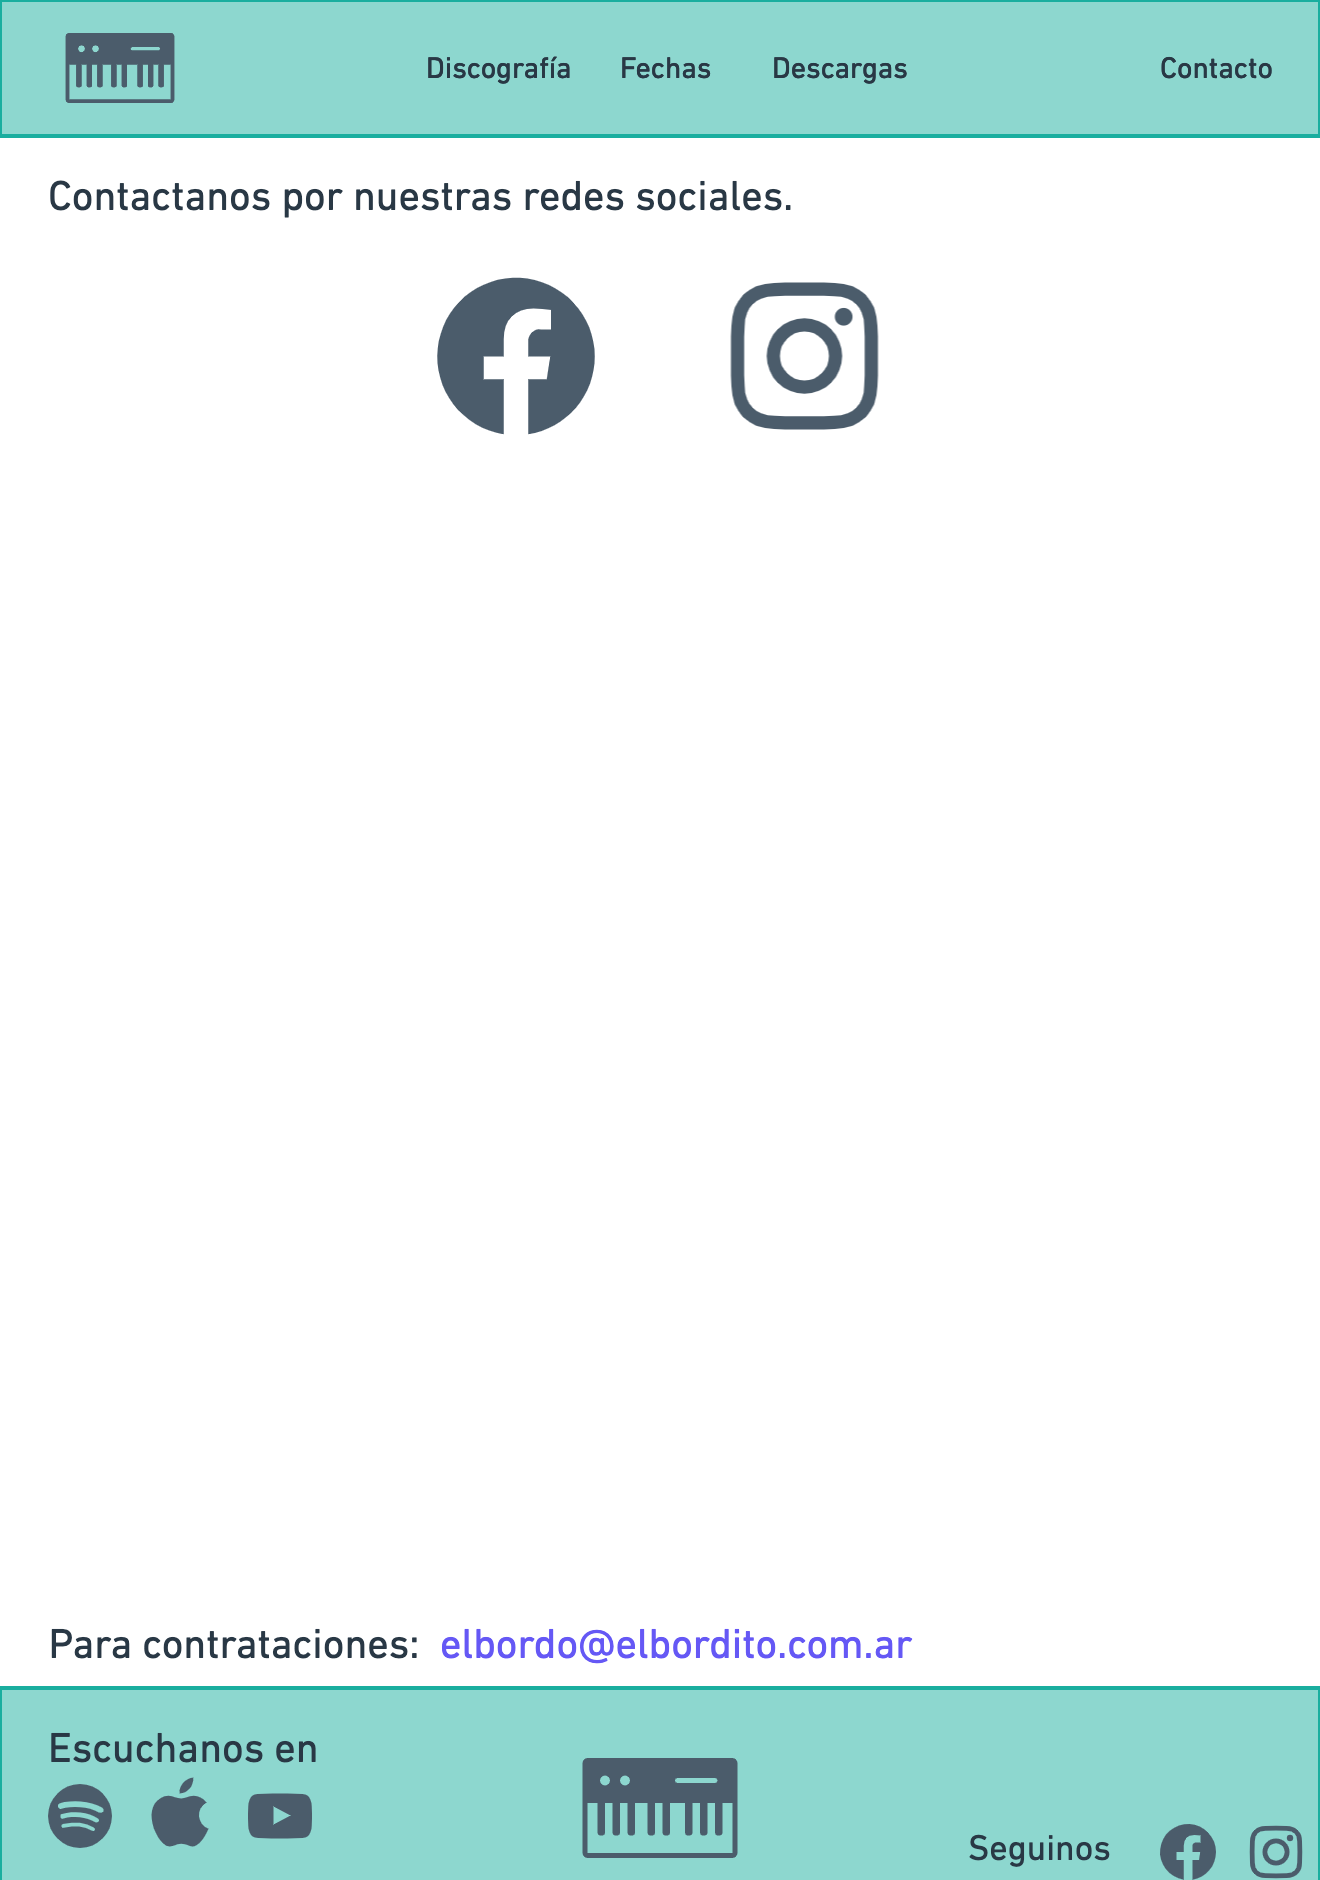 Discografía Fechas Descargas Contacto
Contactanos por nuestras redes sociales.
Para contrataciones: elbordo@elbordito.com.ar
Escuchanos en
Seguinos